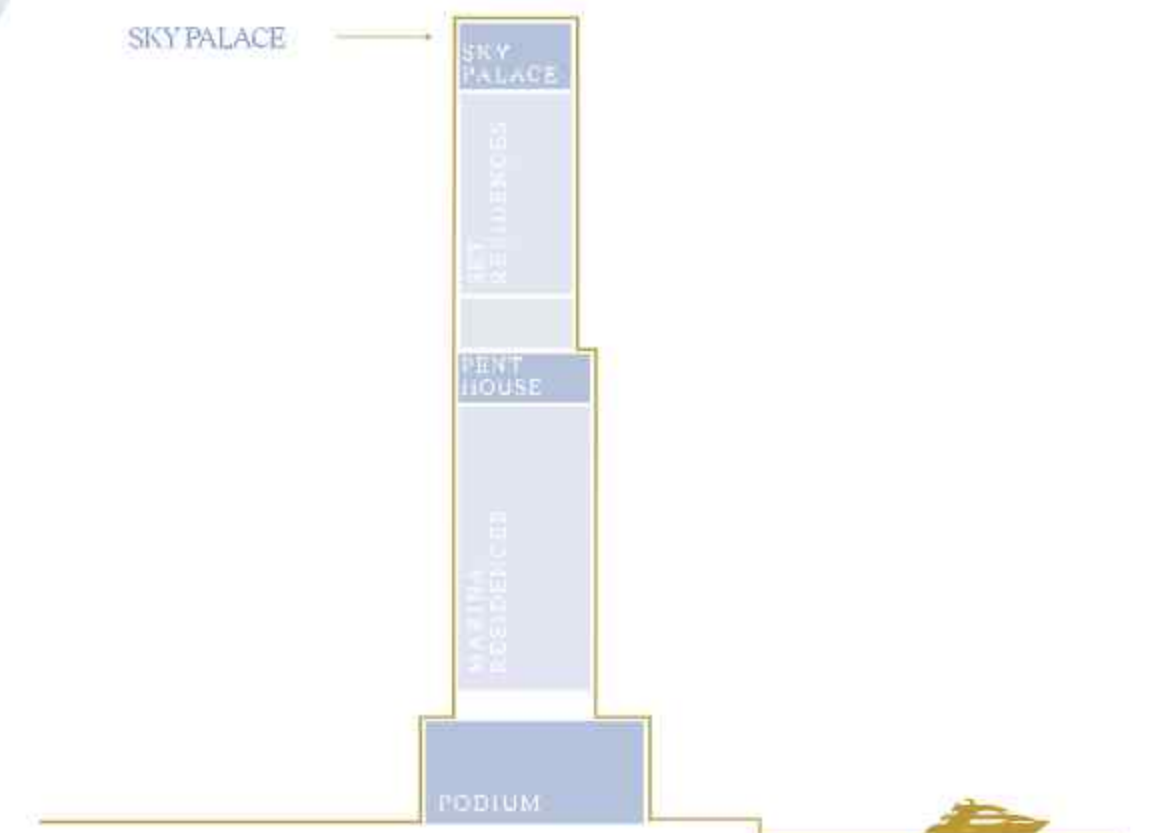 SKY PALACE
SKY
PALACE
SKY
RESIDENCES
PENT
HOUSE
MARINA
RESIDENCES
PODIUM